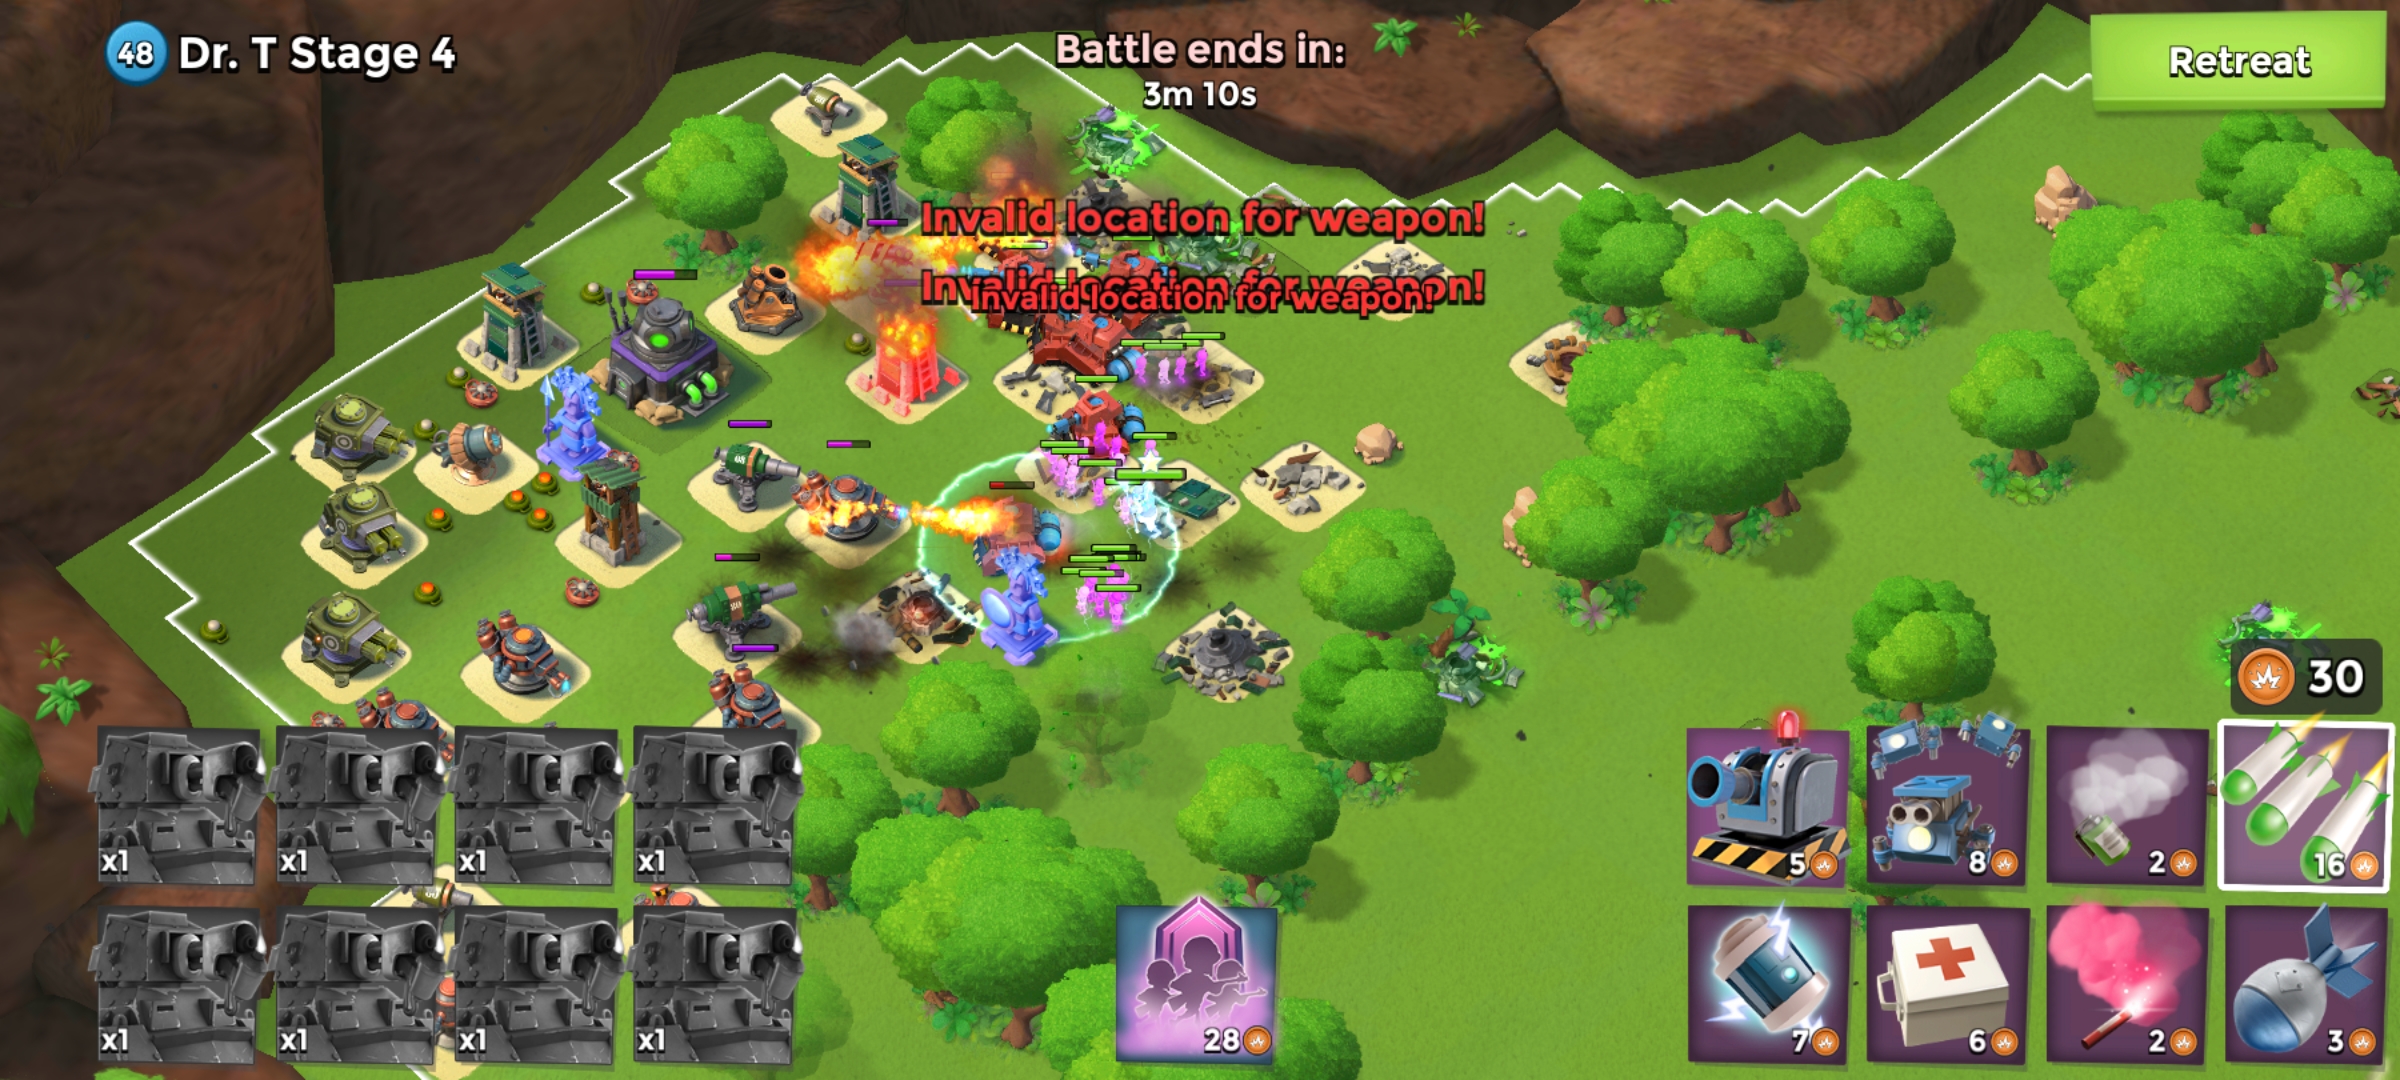 48 Dr. T Stage 4
Battle ends in:
3m 10s
Retreat
Invalid location for weapon!
Invalid location for weapon!
Invalid location for weapon!
30
x1 x1 x1 x1
5 8 2 16
x1 x1 x1 x1
28
7 6 2 3